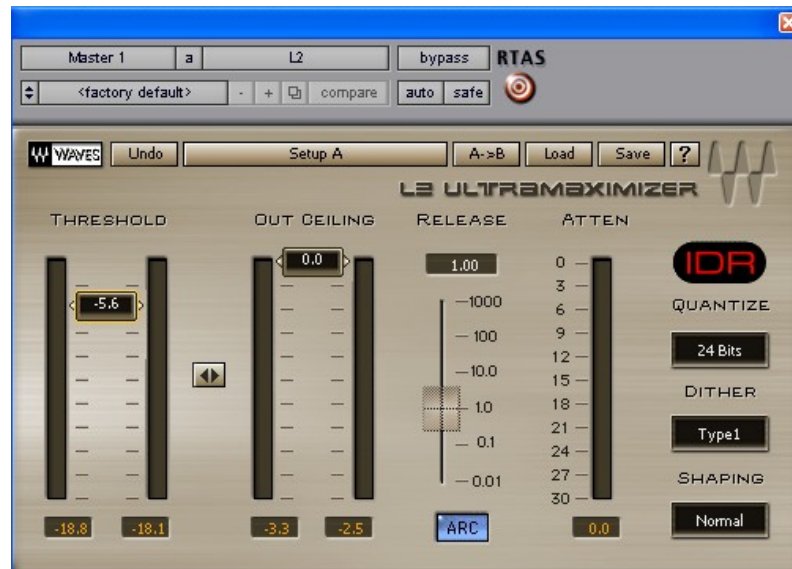 Master 1 a L2 bypass RTAS
<factory default> - + compare auto safe
WAVES Undo Setup A A->B Load Save ?
L2 ULTRAMAXIMIZER
THRESHOLD OUT CEILING RELEASE ATTEN
-5.6 0.0 1.00
IDR
QUANTIZE
24 Bits
DITHER
Type1
SHAPING
Normal
1000
100
10.0
1.0
0.1
0.01
0
3
6
9
12
15
18
21
24
27
30
-18.8 -18.1 -3.3 -2.5 ARC 0.0